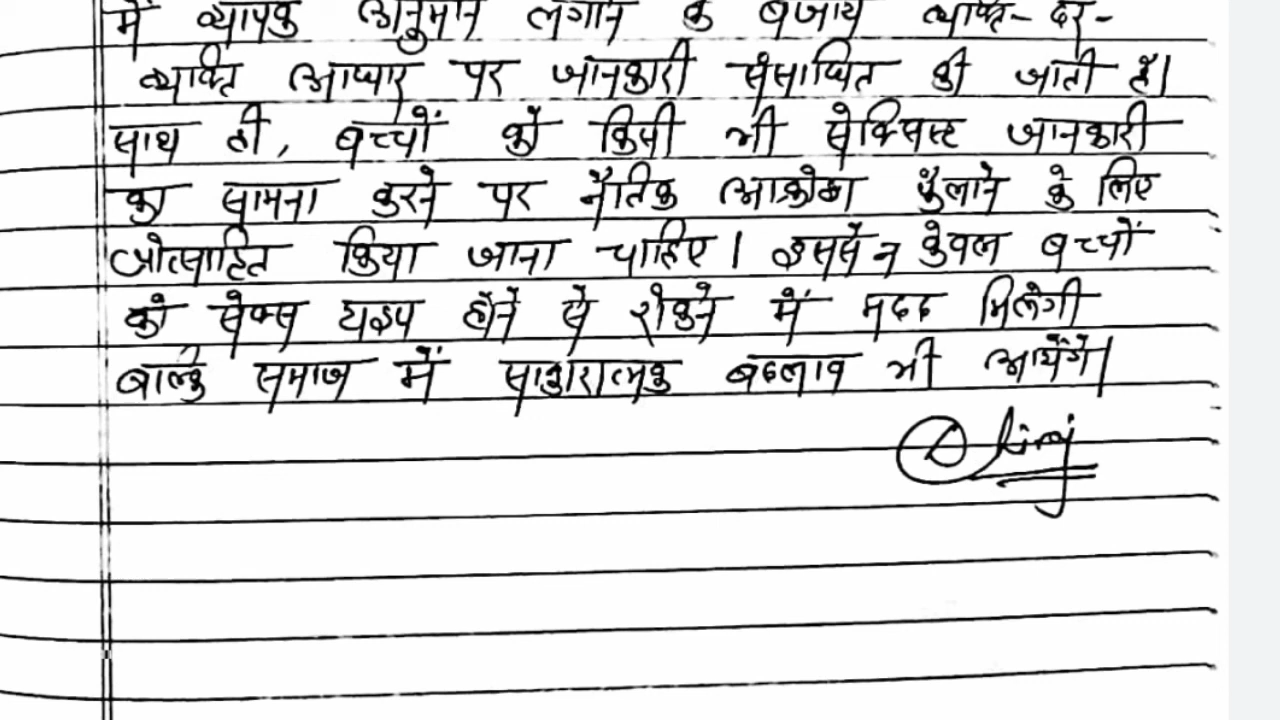 में व्यापक अनुमान लगाने के बजाय व्यक्ति-दर-
व्यक्ति आधार पर जानकारी संसाधित की जाती है।
साथ ही, बच्चों को किसी भी सेक्सिस्ट जानकारी
का सामना करने पर नैतिक आक्रोश फैलाने के लिए
प्रोत्साहित किया जाना चाहिए। इससे न केवल बच्चों
को सेक्स टाइप होने से रोकने में मदद मिलेगी
बल्कि समाज में साकारात्मक बदलाव भी आयेंगे।